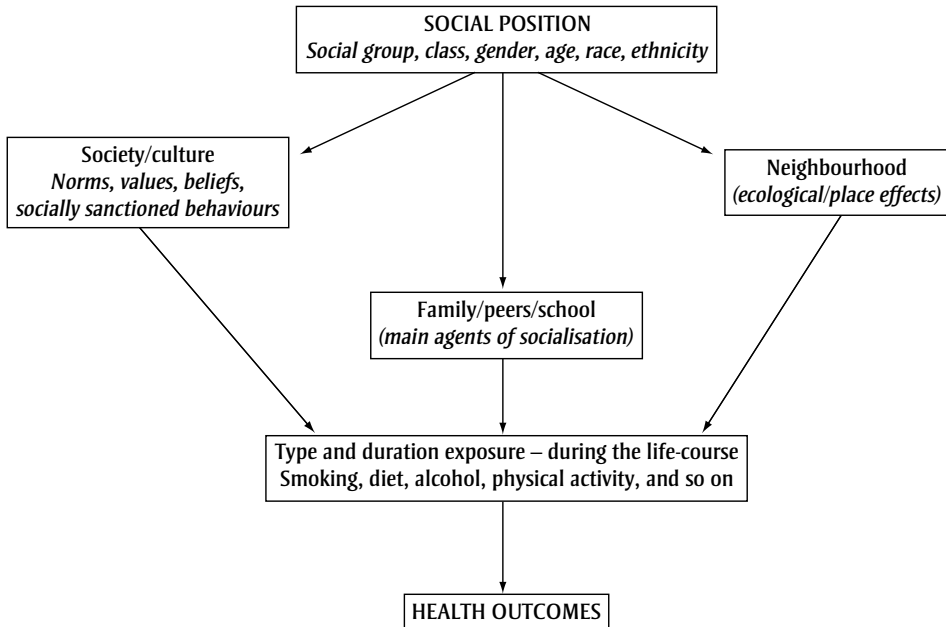 SOCIAL POSITION
Social group, class, gender, age, race, ethnicity
Society/culture
Norms, values, beliefs,
socially sanctioned behaviours
Neighbourhood
(ecological/place effects)
Family/peers/school
(main agents of socialisation)
Type and duration exposure – during the life-course
Smoking, diet, alcohol, physical activity, and so on
HEALTH OUTCOMES